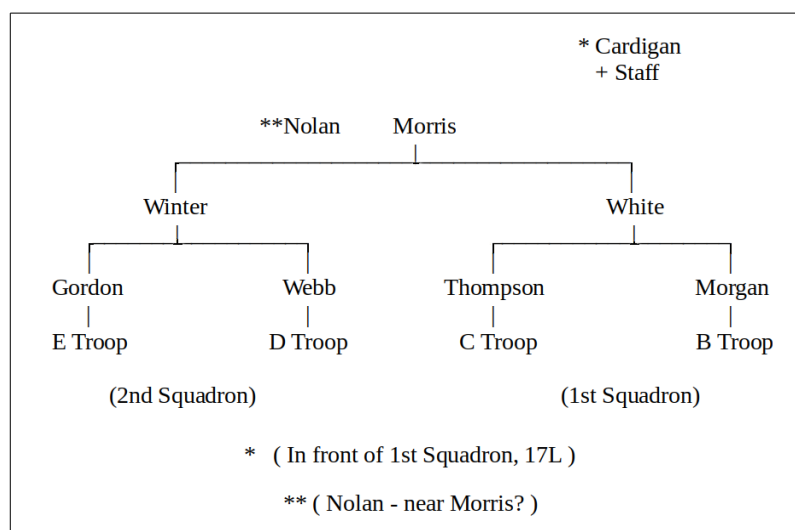 * Cardigan
+ Staff
**Nolan Morris
Winter White
Gordon Webb Thompson Morgan
E Troop D Troop C Troop B Troop
(2nd Squadron) (1st Squadron)
* ( In front of 1st Squadron, 17L )
** ( Nolan - near Morris? )